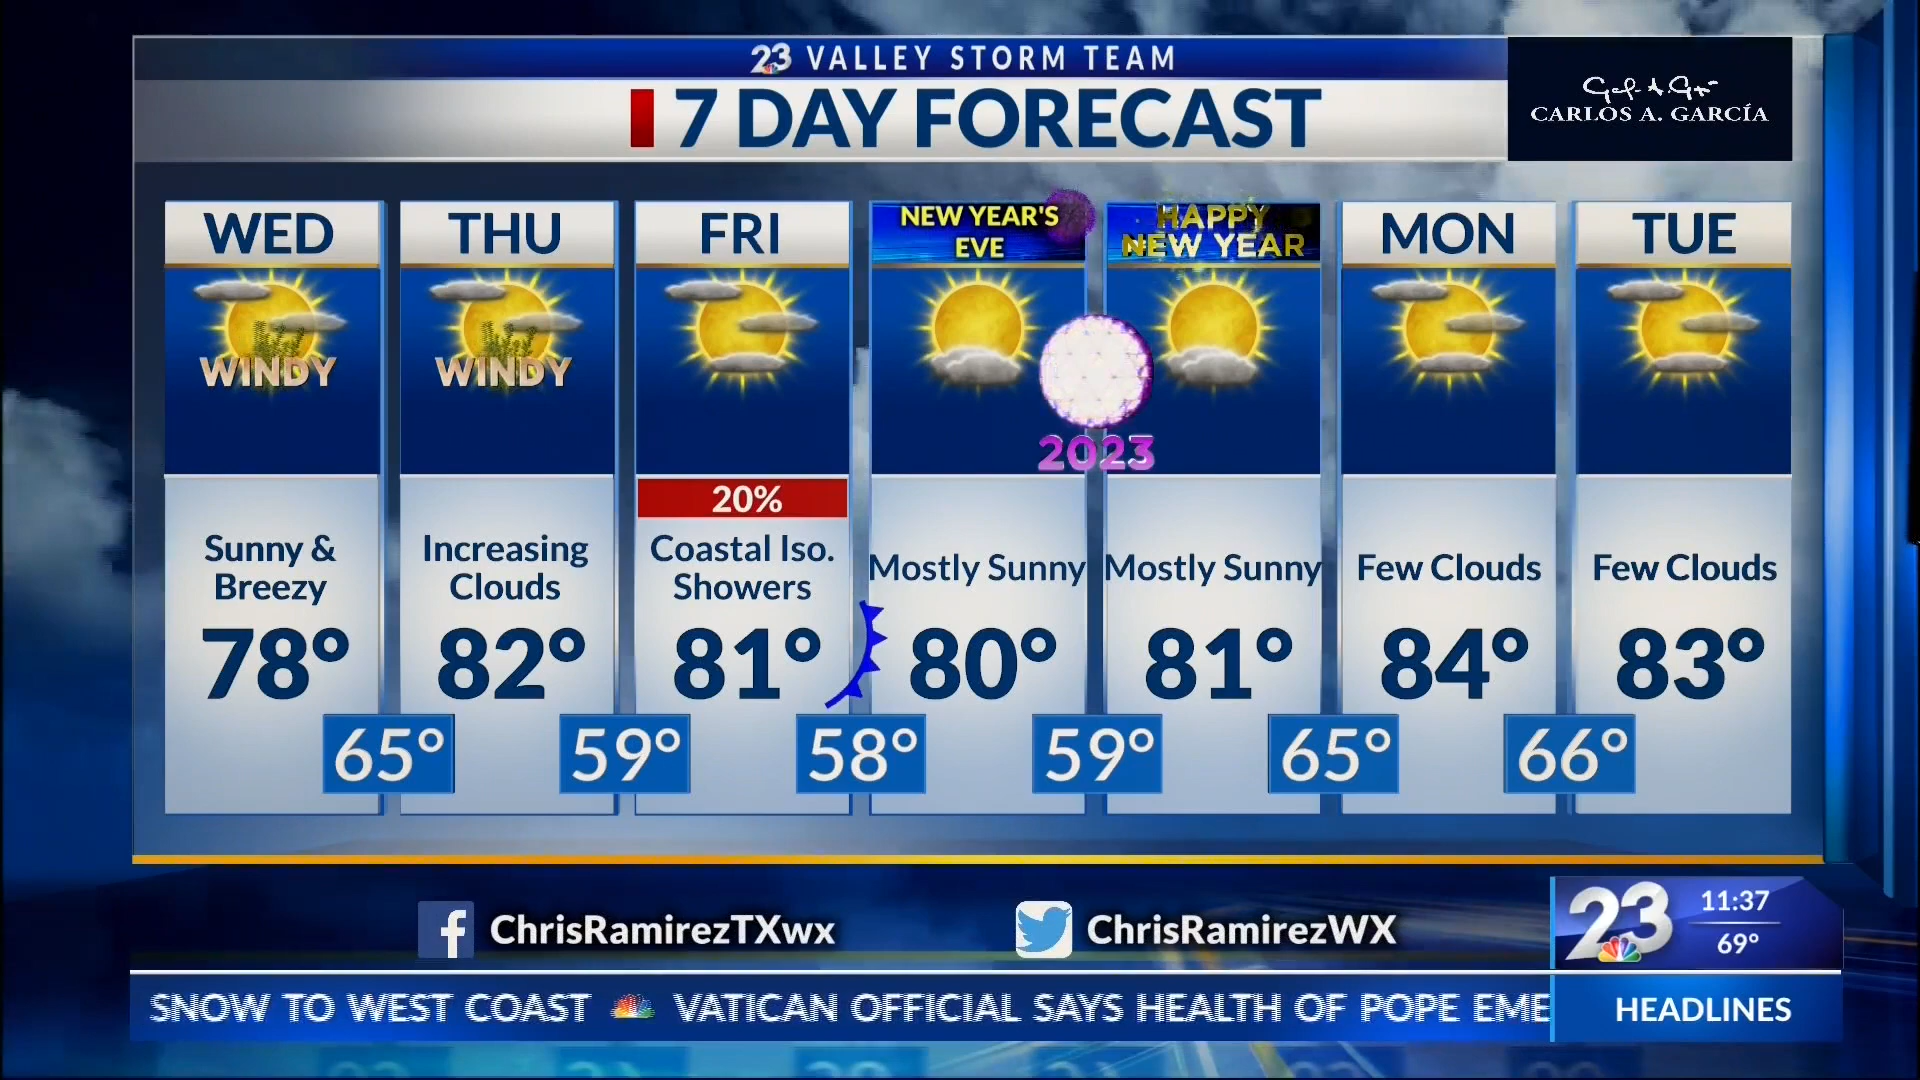 23 VALLEY STORM TEAM
7 DAY FORECAST
CARLOS A. GARCÍA
WED
THU
FRI
NEW YEAR'S
EVE
HAPPY
NEW YEAR
MON
TUE
WINDY
WINDY
2023
20%
Sunny &
Breezy
Increasing
Clouds
Coastal Iso.
Showers
Mostly Sunny
Mostly Sunny
Few Clouds
Few Clouds
78°
82°
81°
80°
81°
84°
83°
65°
59°
58°
59°
65°
66°
f ChrisRamirezTXwx
ChrisRamirezWX
23
11:37
69°
SNOW TO WEST COAST VATICAN OFFICIAL SAYS HEALTH OF POPE EME
HEADLINES